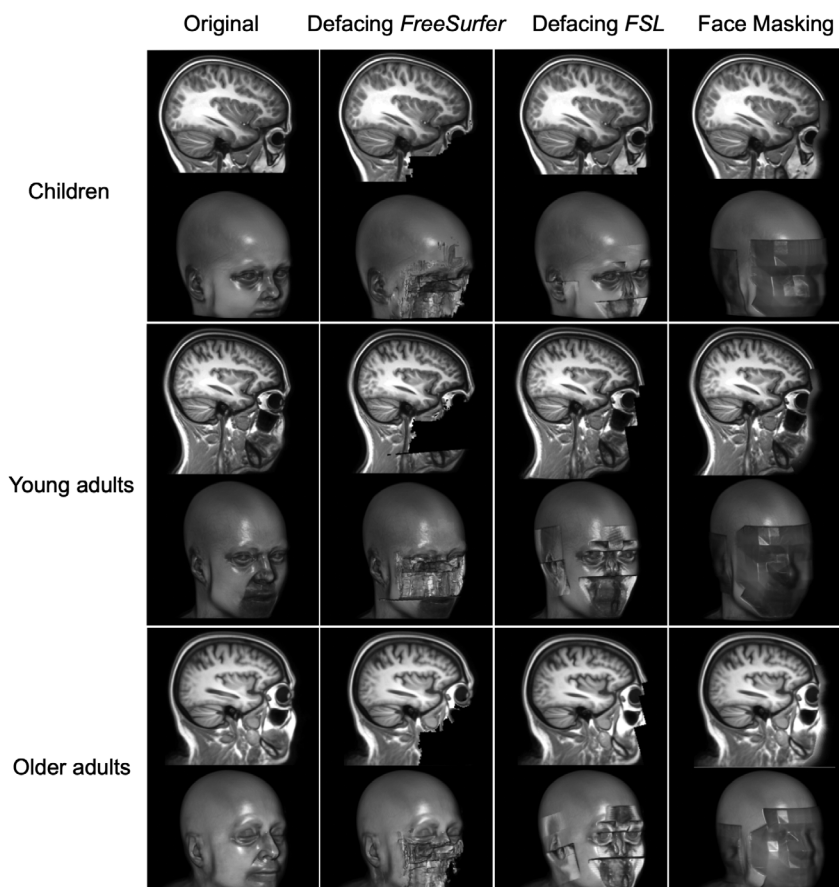 Original Defacing FreeSurfer Defacing FSL Face Masking
Children
Young adults
Older adults